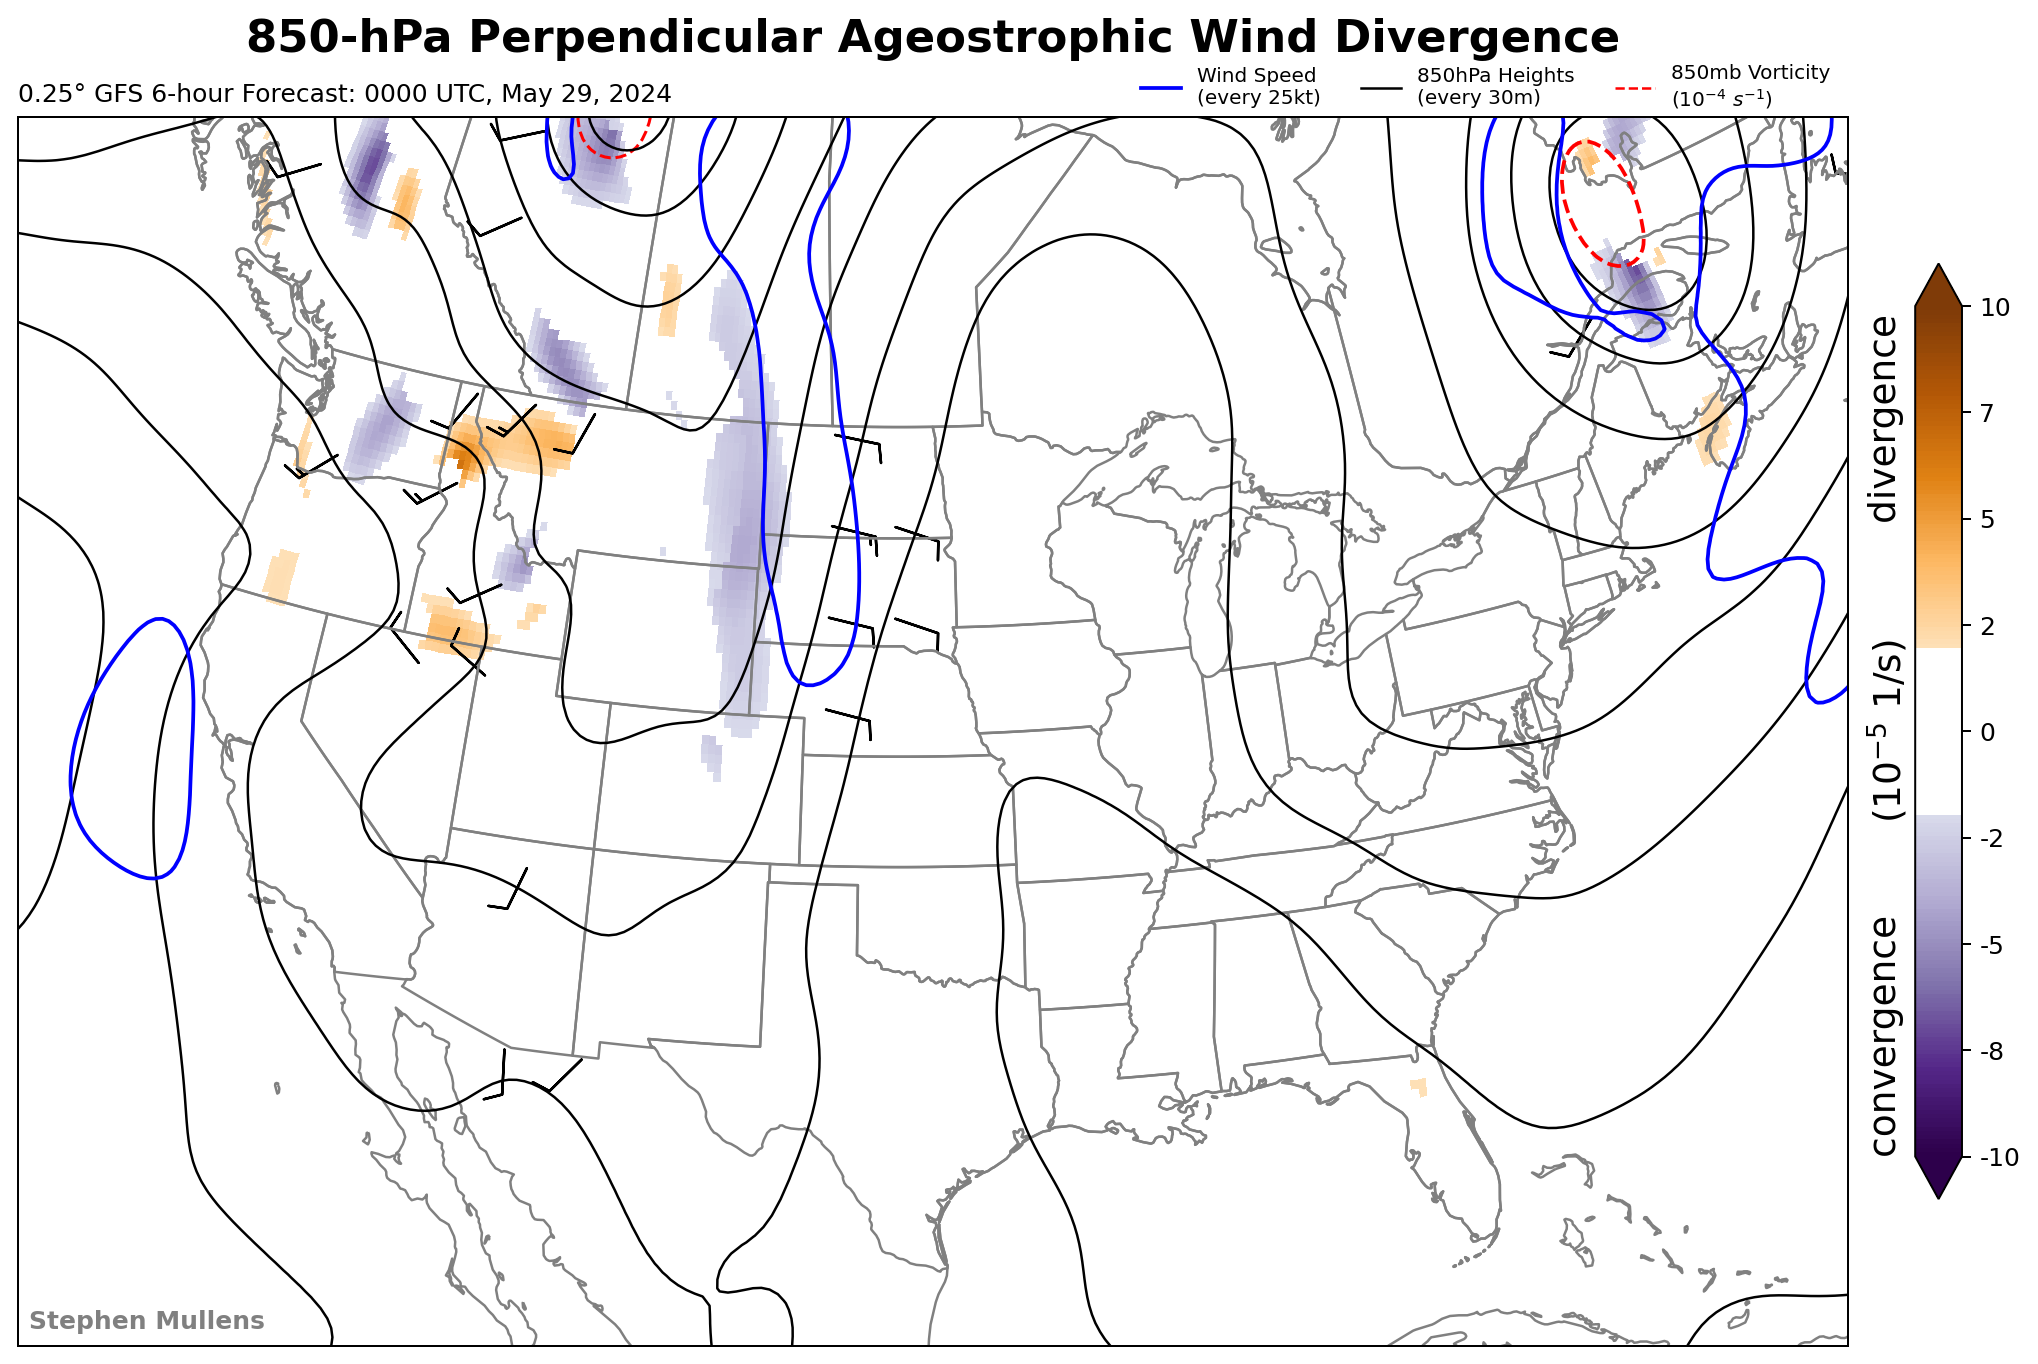 850-hPa Perpendicular Ageostrophic Wind Divergence
0.25° GFS 6-hour Forecast: 0000 UTC, May 29, 2024
Wind Speed
(every 25kt)
850hPa Heights
(every 30m)
850mb Vorticity
(10⁻⁴ s⁻¹)
10
7
5
2
0
-2
-5
-8
-10
convergence (10⁻⁵ 1/s) divergence
Stephen Mullens